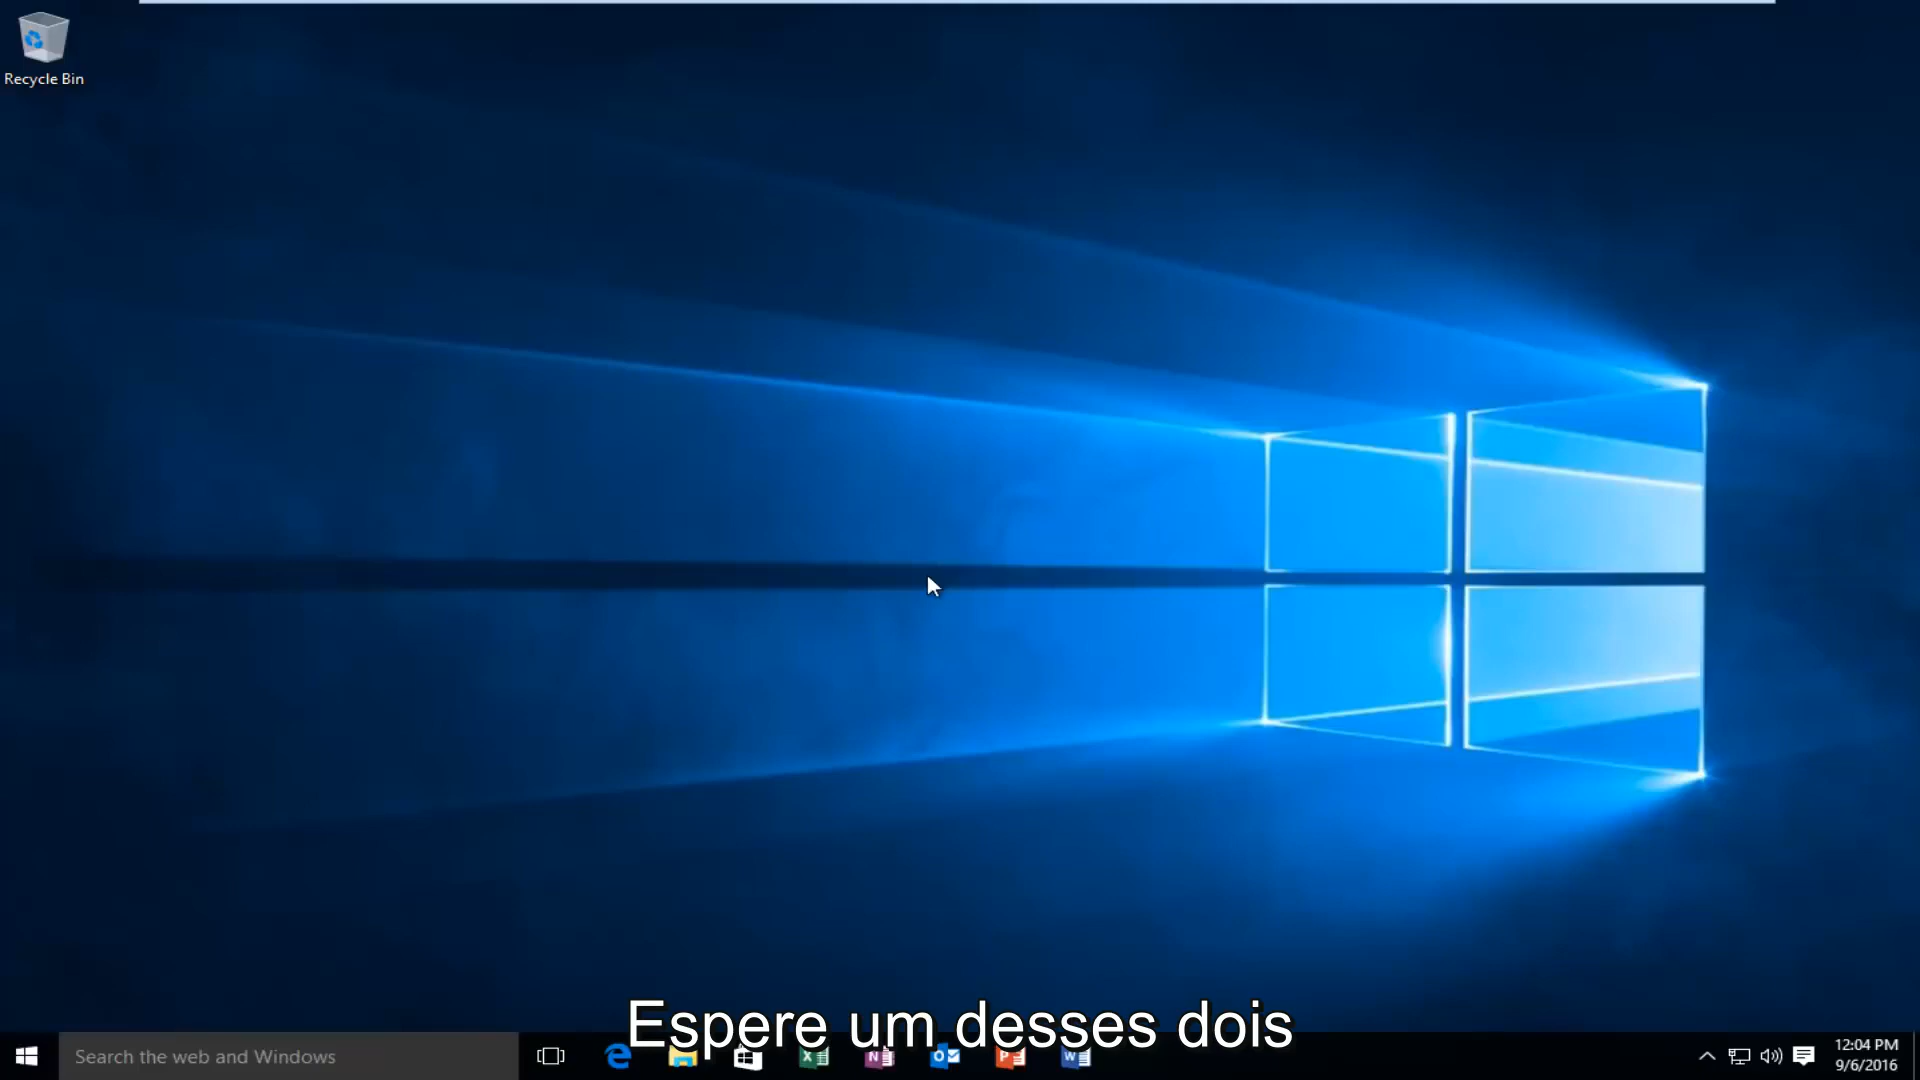 Recycle Bin
Espere um desses dois
Search the web and Windows
12:04 PM
9/6/2016